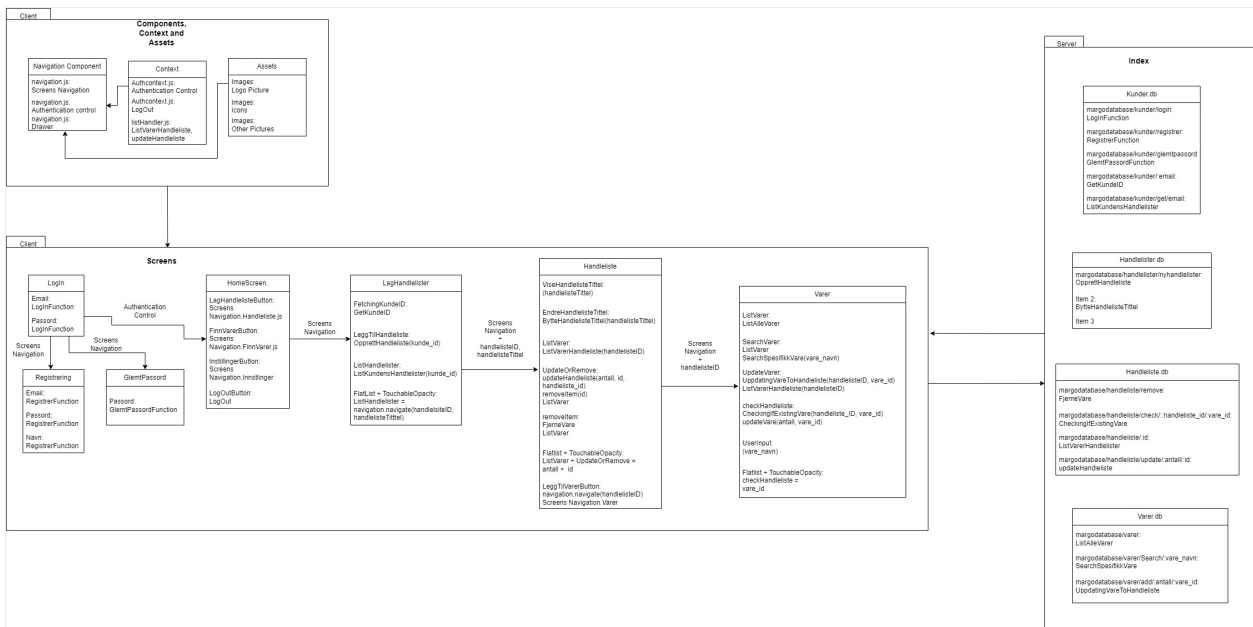 Client
Components,
Context and
Assets
Navigation Component
navigation.js:
Screens Navigation
navigation.js:
Authentication control
navigation.js:
Drawer
Context
Authcontext.js:
Authentication Control
Authcontext.js:
LogOut
listHandler.js:
ListVarerHandleliste,
updateHandleliste
Assets
Images:
Logo Picture
Images:
Icons
Images:
Other Pictures
Client
Screens
LogIn
Email:
LogInFunction
Passord:
LogInFunction
Authentication
Control
Screens
Navigation
Screens
Navigation
Registrering
Email:
RegistrerFunction
Passord;
RegistrerFunction
Navn:
RegistrerFunction
GlemtPassord
Passord:
GlemtPassordFunction
HomeScreen.
LagHandlelisteButton:
Screens
Navigation.Handleliste.js
FinnVarerButton:
Screens
Navigation.FinnVarer.js
InstillingerButton:
Screens
Navigation.Innstlinger
LogOutButton:
LogOut
Screens
Navigation
LagHandlelister
FetchingKundeID:
GetKundeID
LeggTilHandleliste:
OpprettHandleliste(kunde_id)
ListHandlelister:
ListKundensHandlelister(kunde_id)
FlatList + TouchableOpacity:
ListHandlelister =
navigation.navigate(handlsiteID,
handlelisteTitttel)
Screens
Navigation
+
handlelisteID,
handlelisteTittel
Handleliste
ViseHandlelisteTittel:
(handlelisteTittel)
EndreHandlelisteTittel:
BytteHandlelisteTittel(handlelisteTittel)
ListVarer:
ListVarerHandleliste(handlelisteID)
UpdateOrRemove:
updateHandleliste(antall, id,
handleliste_id)
removeItem(id)
ListVarer
removeItem:
FjerneVare
ListVarer
Flatlist + TouchableOpacity:
ListVarer + UpdateOrRemove =
antall + id
LeggTilVarerButton:
navigation.navigate(handlelisteID)
Screens Navigation.Varer
Screens
Navigation
+
handlelisteID
Varer
ListVarer:
ListAlleVarer
SearchVarer:
ListVarer
SearchSpesifikkVare(vare_navn)
UpdateVarer:
UppdatingVareToHandleliste(handlelisteID, vare_id)
ListVarerHandleliste(handlelisteID)
checkHandleliste:
CheckingIfExistingVare(handleliste_ID, vare_id)
updateVare(antall, vare_id)
UserInput:
(vare_navn)
Flatlist + TouchableOpacity:
checkHandleliste =
vare_id
Server
Index
Kunder.db
margodatabase/kunder/login:
LogInFunction
margodatabase/kunder/registrer:
RegistrerFunction
margodatabase/kunder/glemtpassord
GlemtPassordFunction
margodatabase/kunder/:email:
GetKundeID
margodatabase/kunder/get/email:
ListKundensHandlelister
Handlelister.db
margodatabase/handlelister/nyhandlelister:
OpprettHandleliste
Item 2:
BytteHandlelisteTittel
Item 3
Handleliste.db
margodatabase/handleliste/remove:
FjerneVare
margodatabase/handleliste/check/:handleliste_id/:vare_id:
CheckingIfExistingVare
margodatabase/handleliste/:id:
ListVarerHandlelister
margodatabase/handleliste/update/:antall/:id:
updateHandleliste
Varer.db
margodatabase/varer:
ListAlleVarer
margodatabase/varer/Search/:vare_navn:
SearchSpesifikkVare
margodatabase/varer/add/:antall/:vare_id:
UppdatingVareToHandleliste